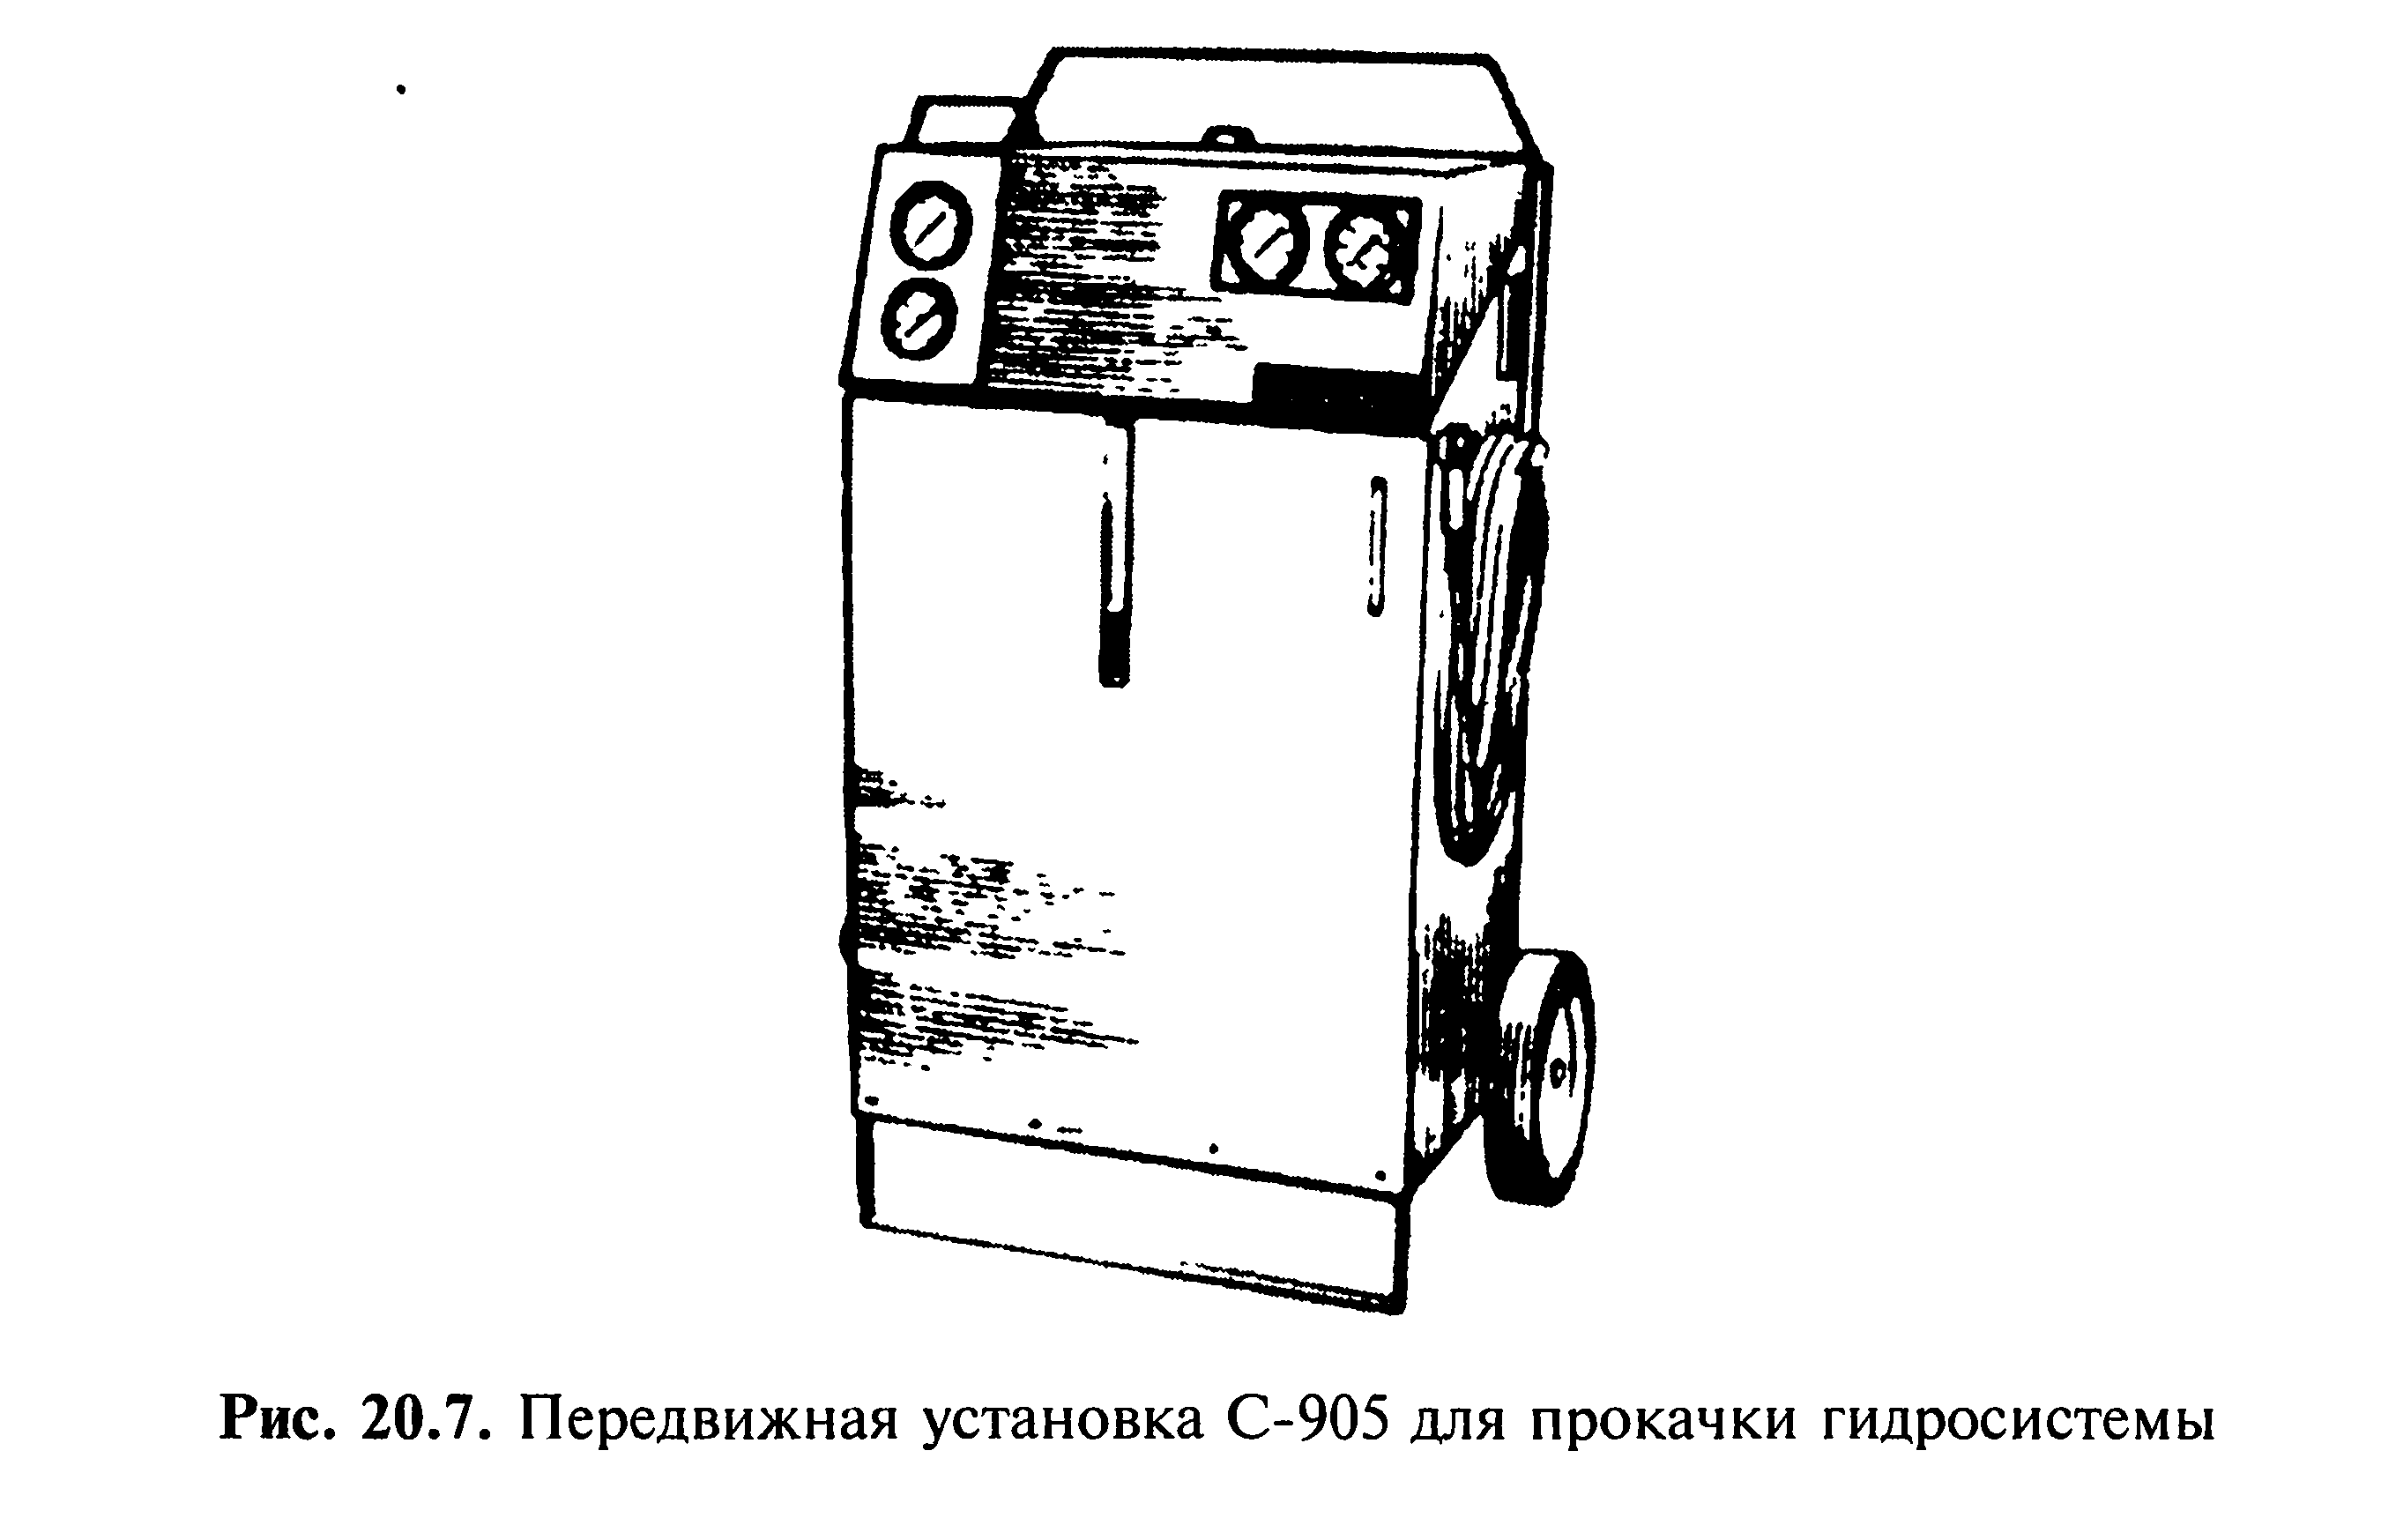 Рис. 20.7. Передвижная установка С-905 для прокачки гидросистемы